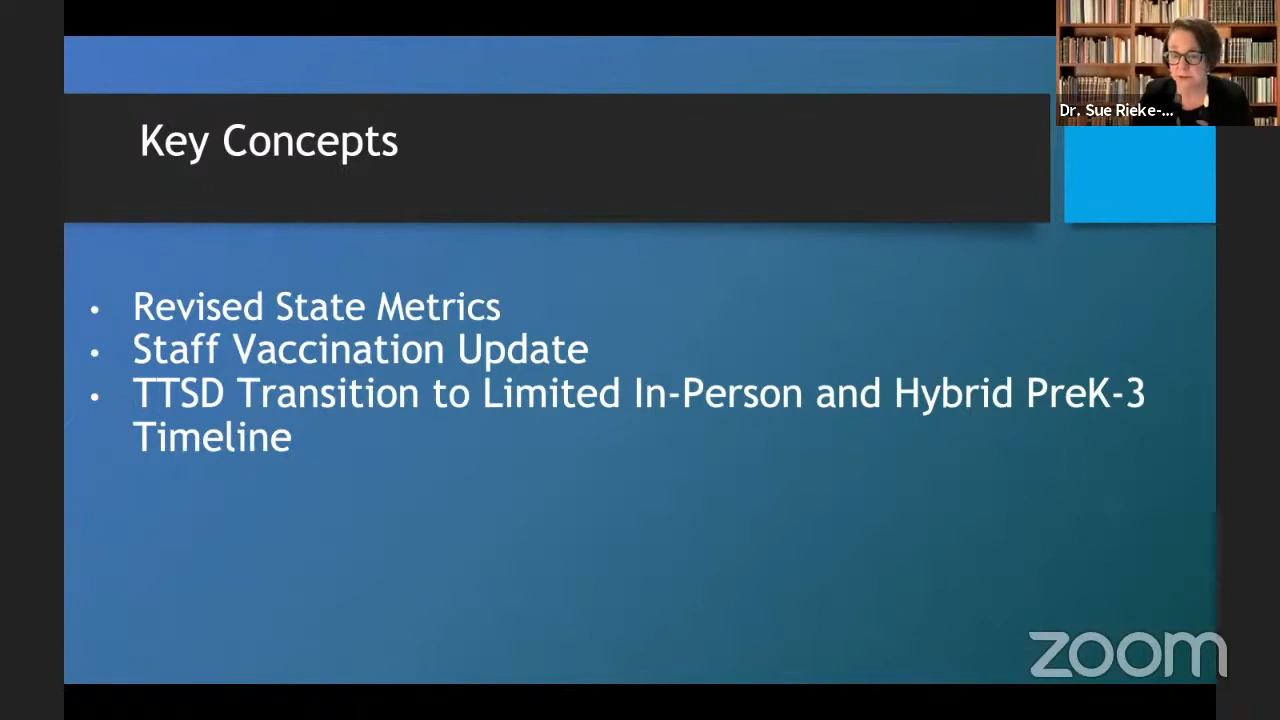 Key Concepts
Dr. Sue Rieke-...
• Revised State Metrics
• Staff Vaccination Update
• TTSD Transition to Limited In-Person and Hybrid PreK-3
Timeline
zoom